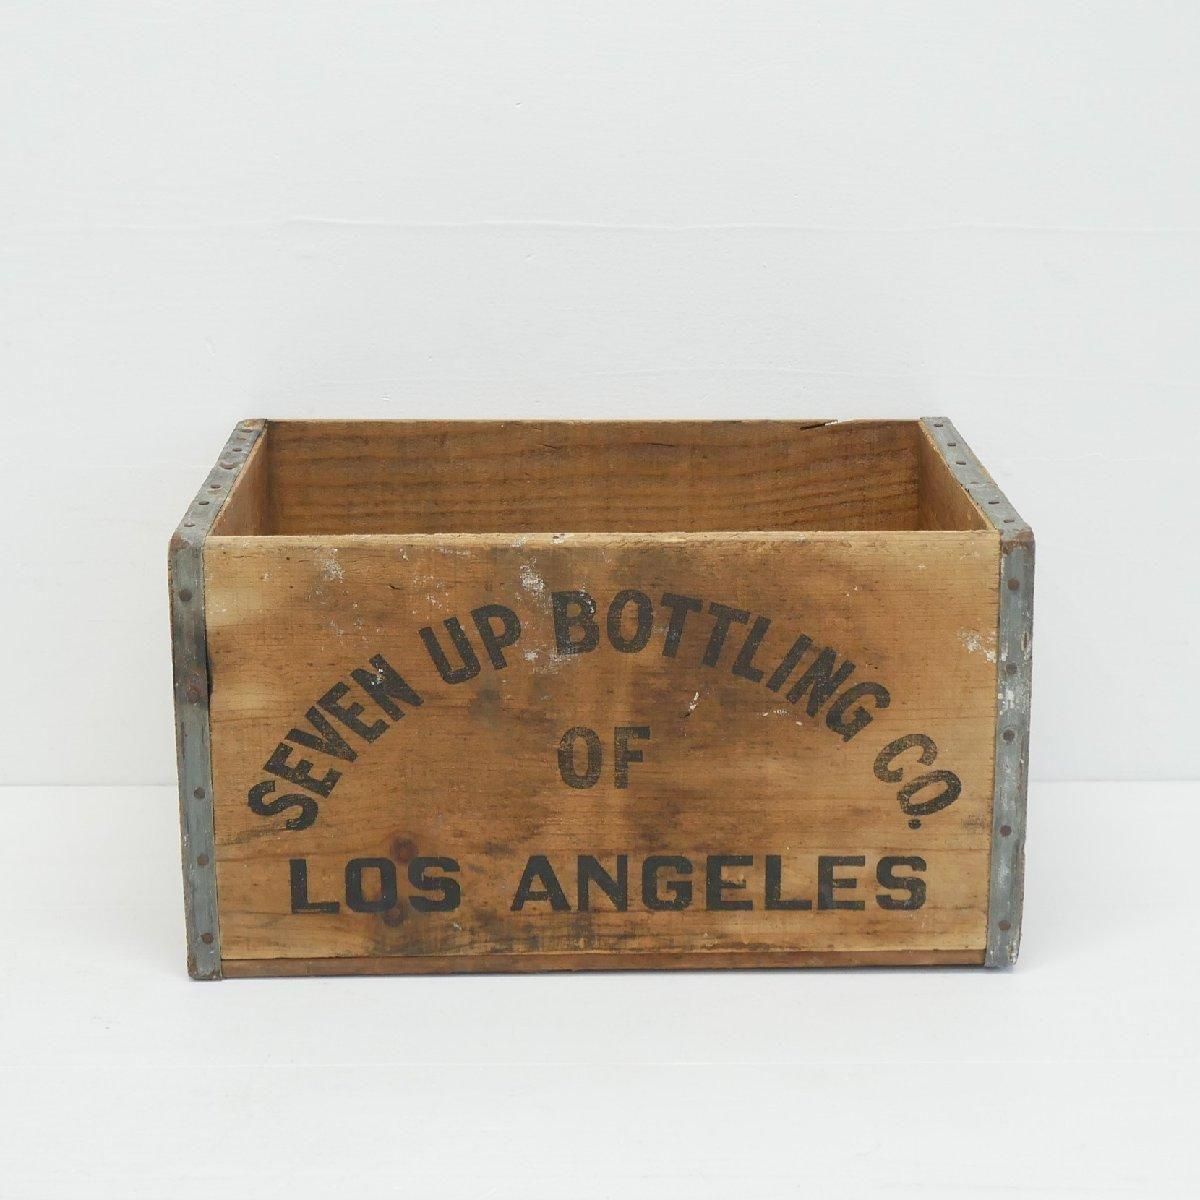 SEVEN UP BOTTLING CO.
OF
LOS ANGELES